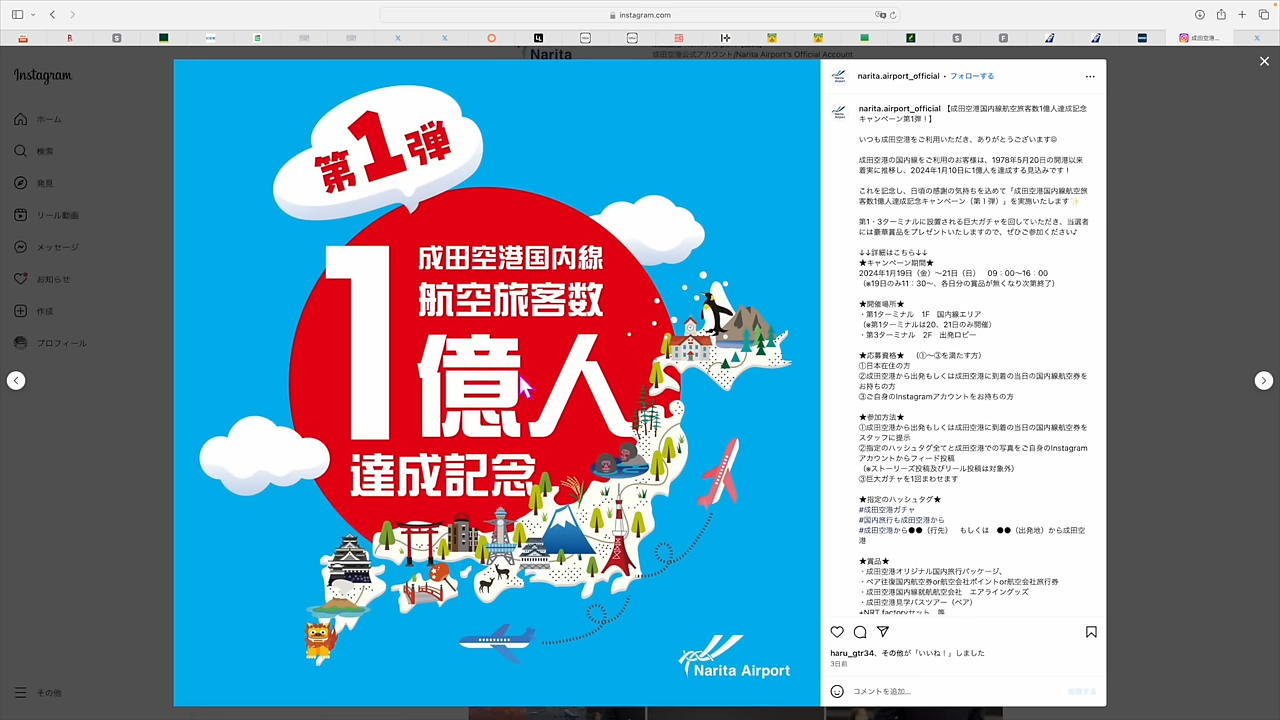 instagram.com
成田空港...
Narita
成田空港公式アカウント/Narita Airport's Official Account
Instagram
ホーム
検索
発見
リール動画
メッセージ
お知らせ
作成
プロフィール
その他
第1弾
成田空港国内線
航空旅客数
1億人
達成記念
Narita Airport
narita.airport_official • フォローする
narita.airport_official 【成田空港国内線航空旅客数1億人達成記念
キャンペーン第1弾！】
いつも成田空港をご利用いただき、ありがとうございます😊
成田空港の国内線をご利用のお客様は、1978年5月20日の開港以来
着実に推移し、2024年1月10日に1億人を達成する見込みです！
これを記念し、日頃の感謝の気持ちを込めて「成田空港国内線航空旅
客数1億人達成記念キャンペーン（第１弾）」を実施いたします✨
第1・3ターミナルに設置される巨大ガチャを回していただき、当選者
には豪華賞品をプレゼントいたしますので、ぜひご参加ください♪
↓↓詳細はこちら↓↓
★キャンペーン期間★
2024年1月19日（金）～21日（日）　09：00～16：00
（※19日のみ11：30～、各日分の賞品が無くなり次第終了）
★開催場所★
・第1ターミナル　1F　国内線エリア
（※第1ターミナルは20、21日のみ開催）
・第3ターミナル　2F　出発ロビー
★応募資格★　（①～③を満たす方）
①日本在住の方
②成田空港から出発もしくは成田空港に到着の当日の国内線航空券を
お持ちの方
③ご自身のInstagramアカウントをお持ちの方
★参加方法★
①成田空港から出発もしくは成田空港に到着の当日の国内線航空券を
スタッフに提示
②指定のハッシュタグ全てと成田空港での写真をご自身のInstagram
アカウントからフィード投稿
（※ストーリーズ投稿及びリール投稿は対象外）
③巨大ガチャを1回まわせます
★指定のハッシュタグ★
#成田空港ガチャ
#国内旅行も成田空港から
#成田空港から●●（行先）　もしくは　●●（出発地）から成田空
港
★賞品★
・成田空港オリジナル国内旅行パッケージ、
・ペア往復国内航空券or航空会社ポイントor航空会社旅行券
・成田空港国内線就航航空会社　エアライングッズ
・成田空港見学バスツアー（ペア）
+NRT factoryセット　等
haru_gtr34、その他が「いいね！」しました
3日前
コメントを追加...
投稿する